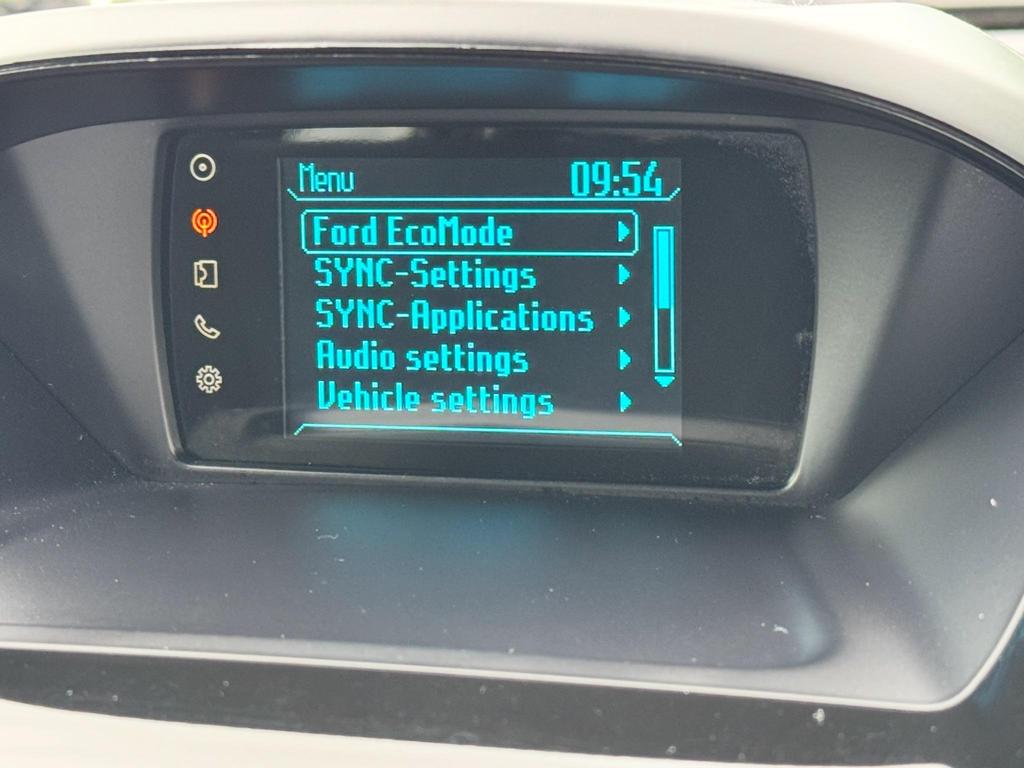 Menu 09:54
Ford EcoMode
SYNC-Settings
SYNC-Applications
Audio settings
Vehicle settings